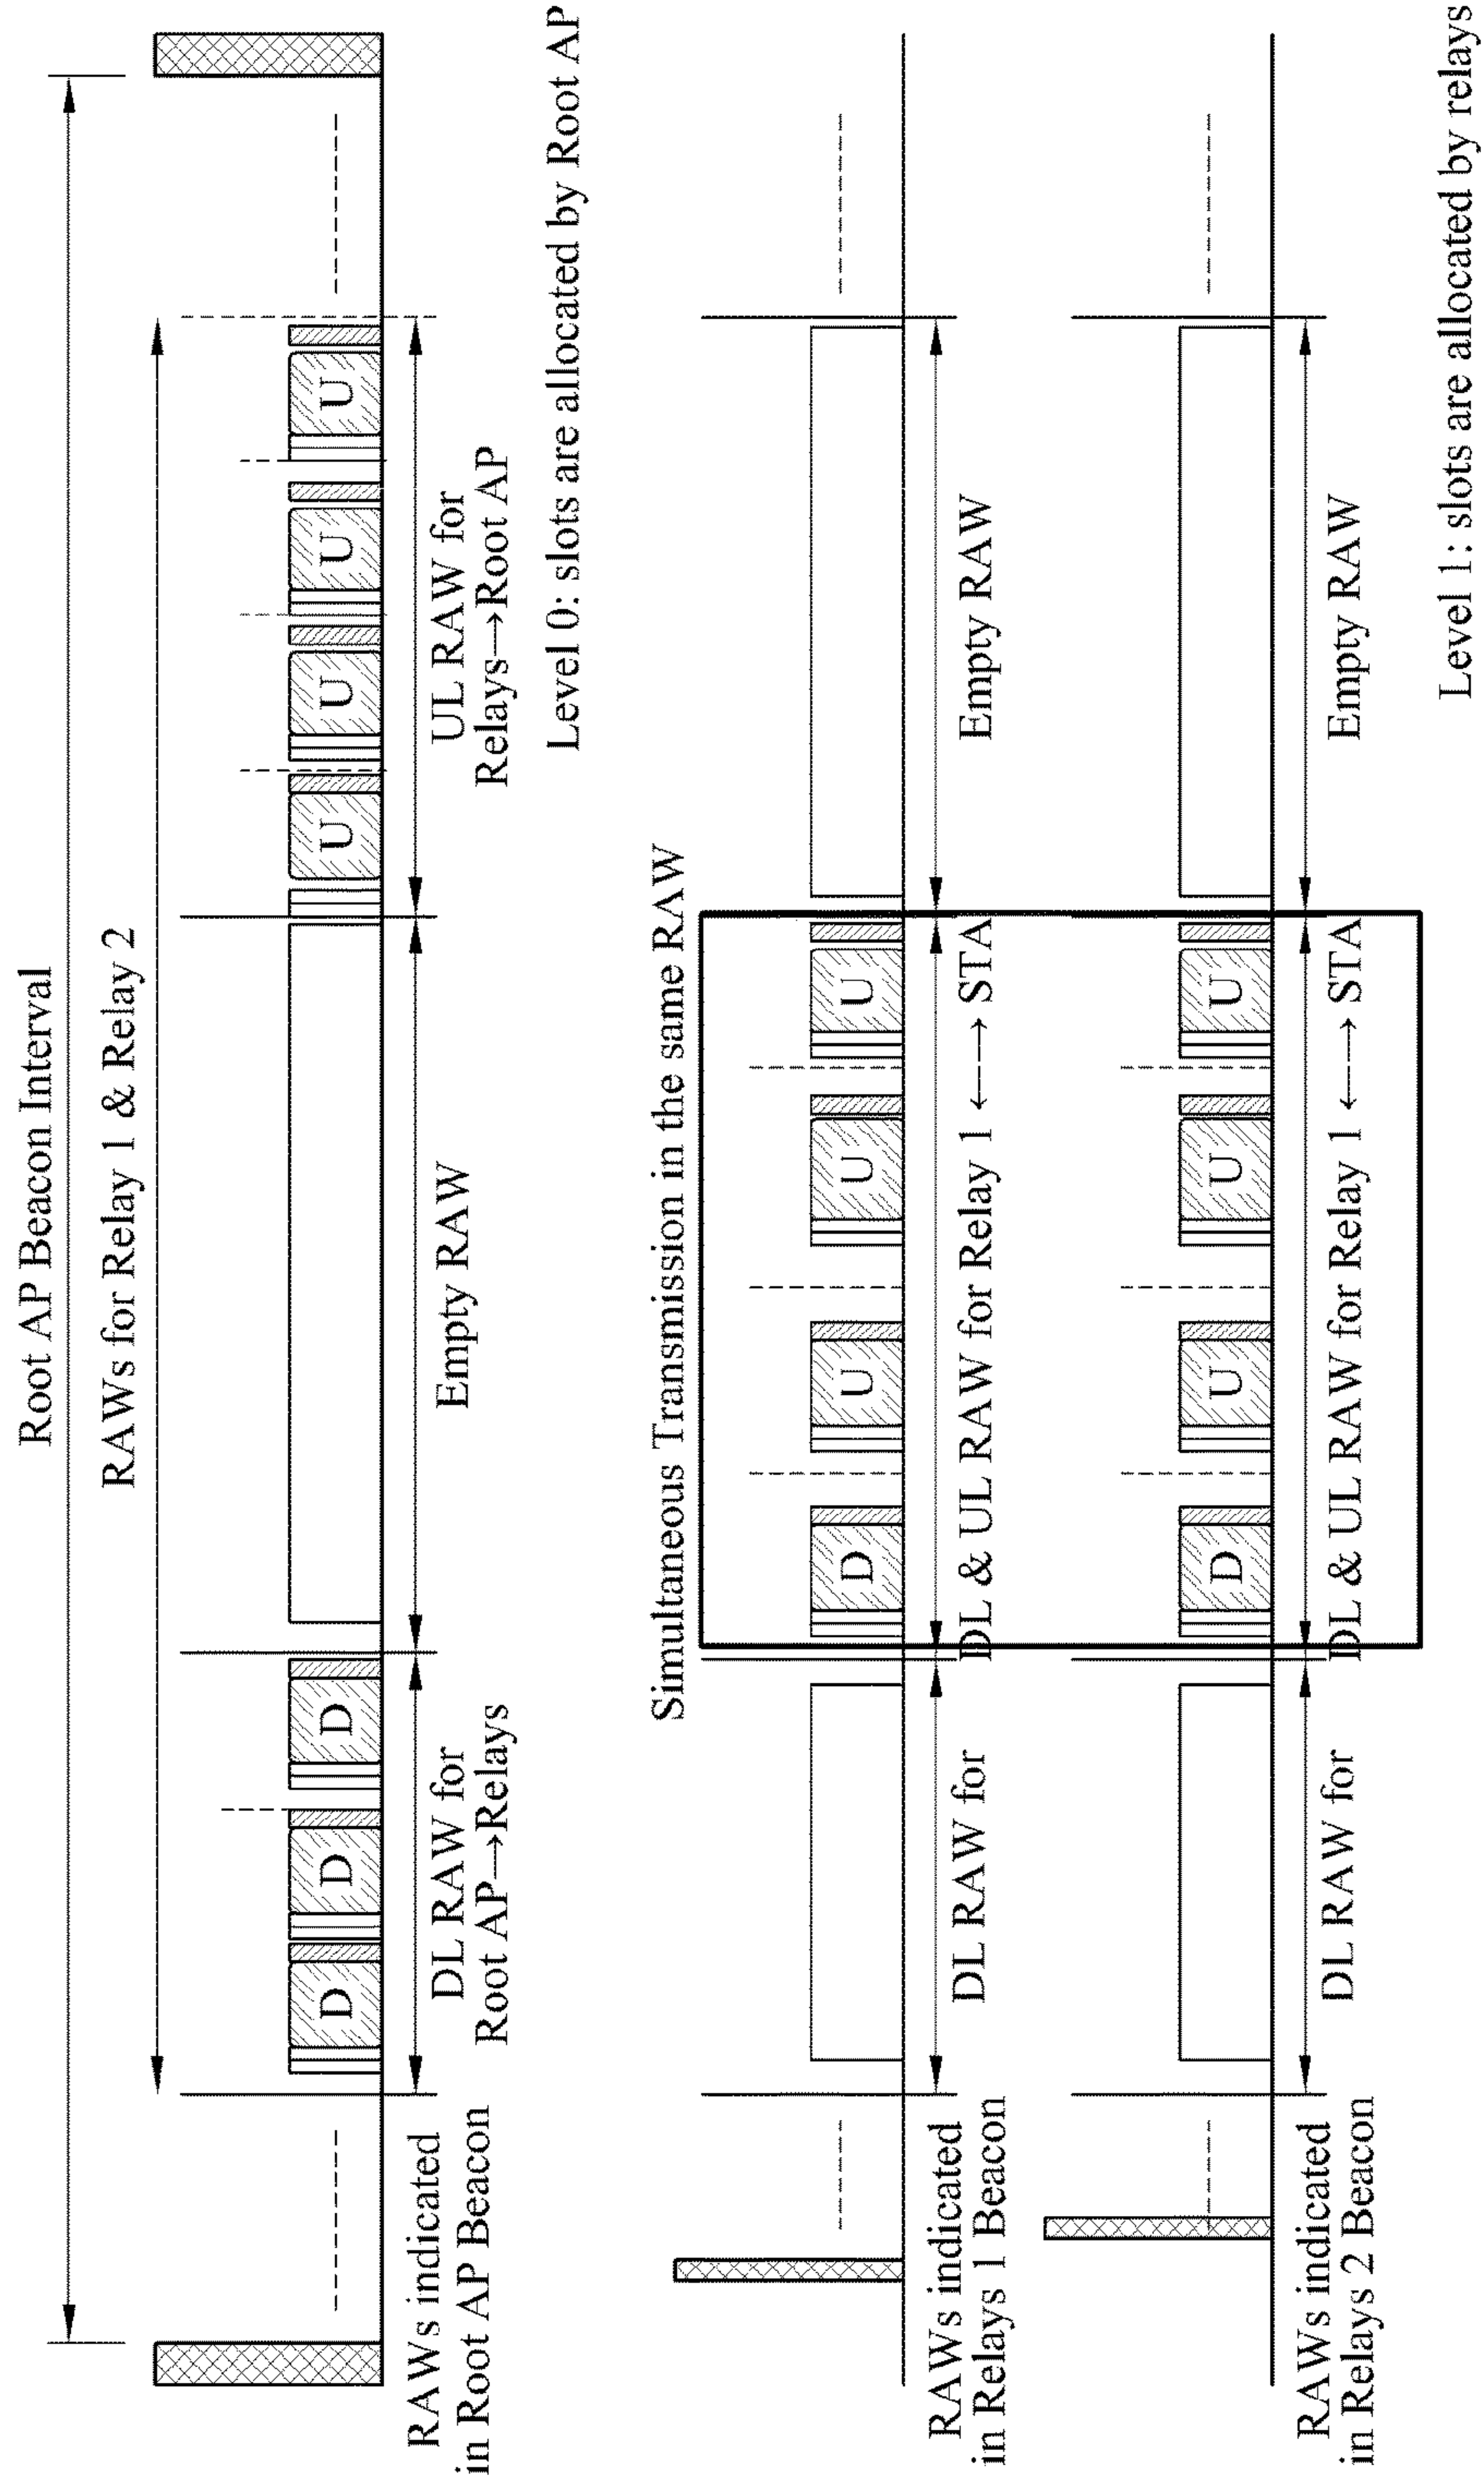 Root AP Beacon Interval
RAWs for Relay 1 & Relay 2
D
D
D
U
U
U
U
RAWs indicated
in Root AP Beacon
DL RAW for
Root AP→Relays
Empty RAW
UL RAW for
Relays→Root AP
Level 0: slots are allocated by Root AP
Simultaneous Transmission in the same RAW
D
U
U
U
RAWs indicated
in Relays 1 Beacon
DL RAW for
DL & UL RAW for Relay 1 ←--→ STA
Empty RAW
D
U
U
U
RAWs indicated
in Relays 2 Beacon
DL RAW for
DL & UL RAW for Relay 1 ←--→ STA
Empty RAW
Level 1: slots are allocated by relays